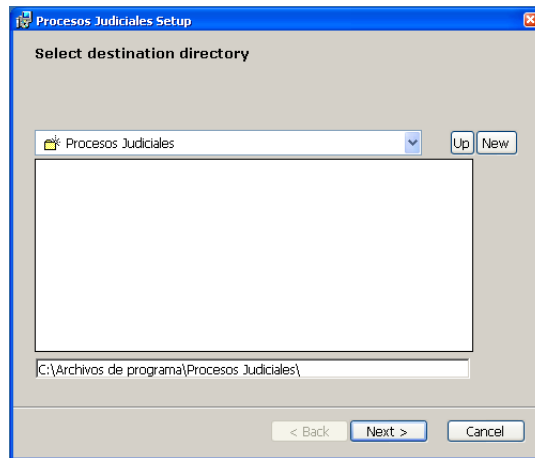 Procesos Judiciales Setup
Select destination directory
Procesos Judiciales
Up New
C:\Archivos de programa\Procesos Judiciales\
< Back Next > Cancel